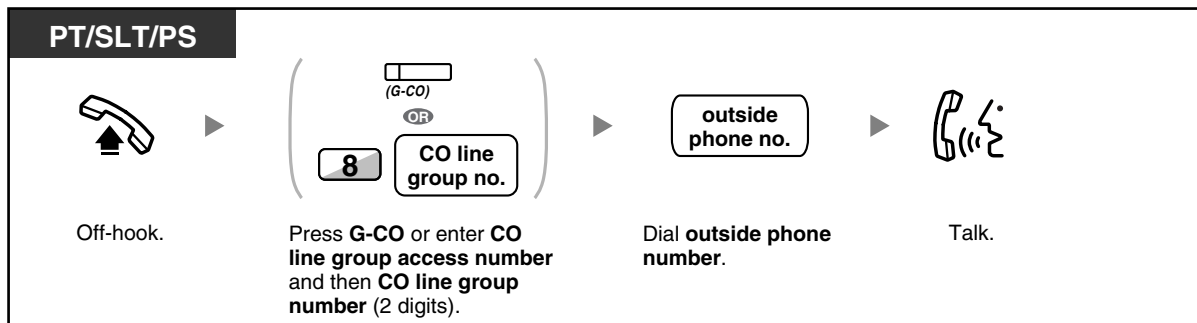 PT/SLT/PS
(G-CO)
OR
8
CO line
group no.
outside
phone no.
Off-hook.
Press G-CO or enter CO
line group access number
and then CO line group
number (2 digits).
Dial outside phone
number.
Talk.